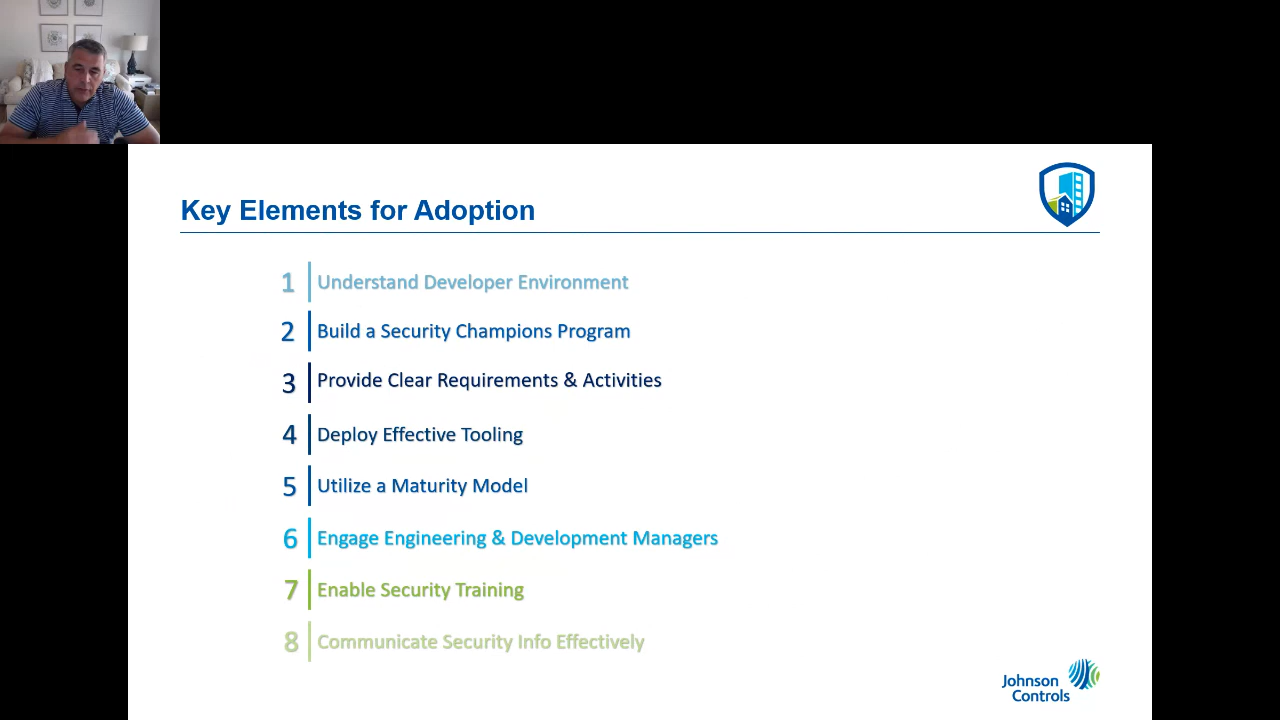 Key Elements for Adoption
1 Understand Developer Environment
2 Build a Security Champions Program
3 Provide Clear Requirements & Activities
4 Deploy Effective Tooling
5 Utilize a Maturity Model
6 Engage Engineering & Development Managers
7 Enable Security Training
8 Communicate Security Info Effectively
Johnson
Controls